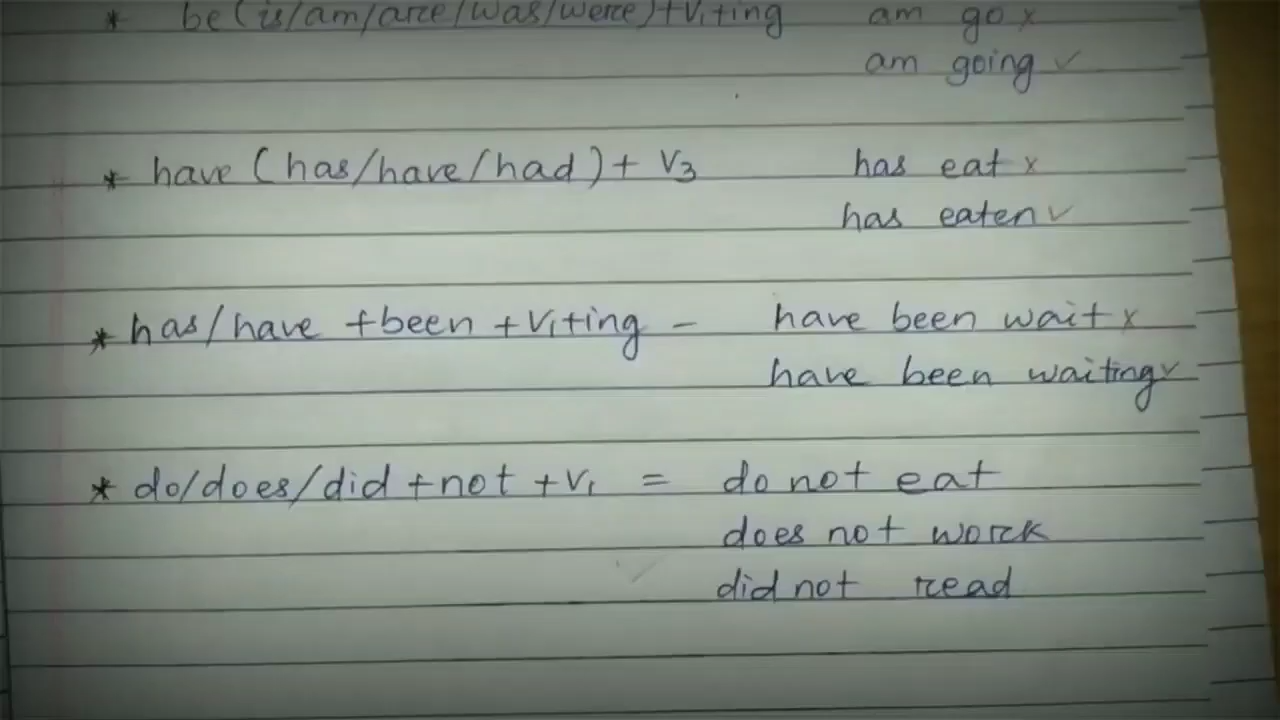 * be (is/am/are/was/were) + V1 + ing am go x
am going ✓
* have (has/have/had) + V3 has eat x
has eaten ✓
* has/have + been + V1 + ing - have been wait x
have been waiting ✓
* do/does/did + not + V1 = do not eat
does not work
did not read